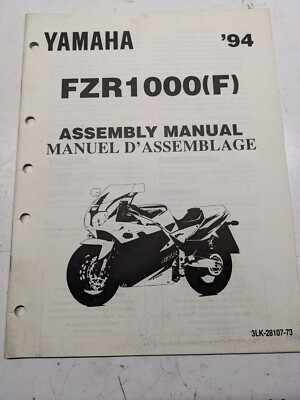 YAMAHA '94
FZR1000(F)
ASSEMBLY MANUAL
MANUEL D'ASSEMBLAGE
3LK-28107-73